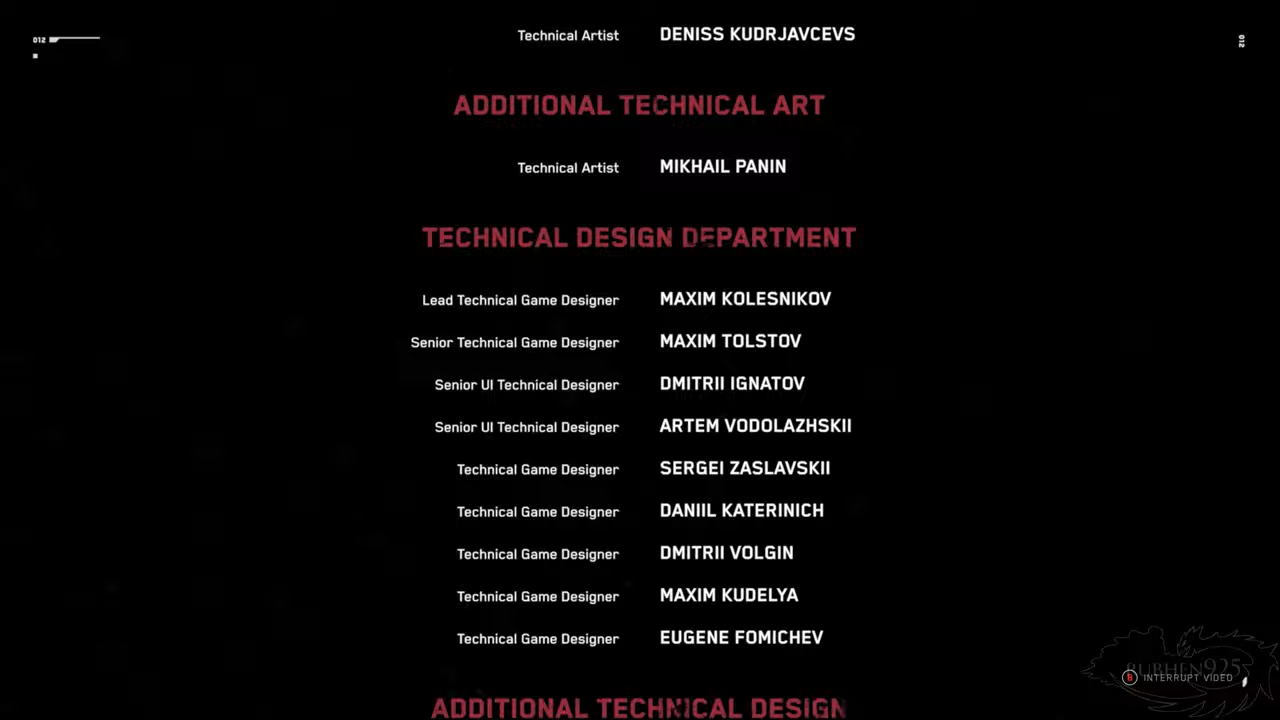 012
012
Technical Artist DENISS KUDRJAVCEVS
ADDITIONAL TECHNICAL ART
Technical Artist MIKHAIL PANIN
TECHNICAL DESIGN DEPARTMENT
Lead Technical Game Designer MAXIM KOLESNIKOV
Senior Technical Game Designer MAXIM TOLSTOV
Senior UI Technical Designer DMITRII IGNATOV
Senior UI Technical Designer ARTEM VODOLAZHSKII
Technical Game Designer SERGEI ZASLAVSKII
Technical Game Designer DANIIL KATERINICH
Technical Game Designer DMITRII VOLGIN
Technical Game Designer MAXIM KUDELYA
Technical Game Designer EUGENE FOMICHEV
BUBHEN925
B INTERRUPT VIDEO
ADDITIONAL TECHNICAL DESIGN